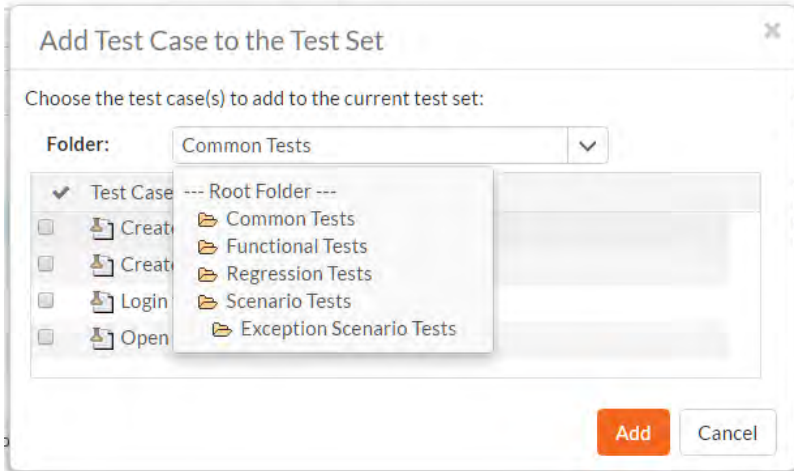 Add Test Case to the Test Set
Choose the test case(s) to add to the current test set:
Folder: Common Tests
Test Case --- Root Folder ---
Common Tests
Creat
Functional Tests
Creat
Regression Tests
Login
Scenario Tests
Open
Exception Scenario Tests
Add Cancel